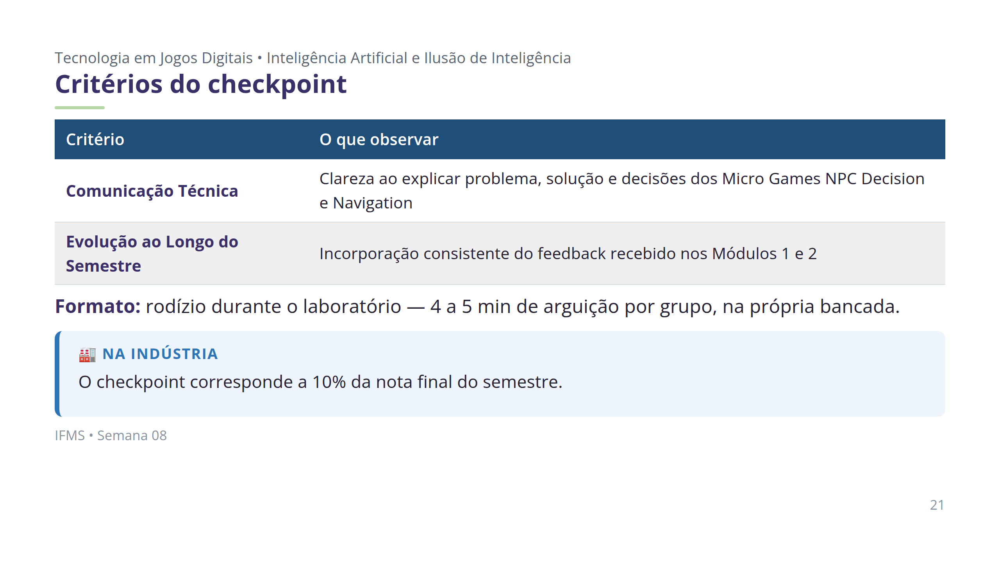 Tecnologia em Jogos Digitais • Inteligência Artificial e Ilusão de Inteligência
Critérios do checkpoint
Critério
O que observar
Comunicação Técnica
Clareza ao explicar problema, solução e decisões dos Micro Games NPC Decision
e Navigation
Evolução ao Longo do
Semestre
Incorporação consistente do feedback recebido nos Módulos 1 e 2
Formato: rodízio durante o laboratório — 4 a 5 min de arguição por grupo, na própria bancada.
🏭 NA INDÚSTRIA
O checkpoint corresponde a 10% da nota final do semestre.
IFMS • Semana 08
21